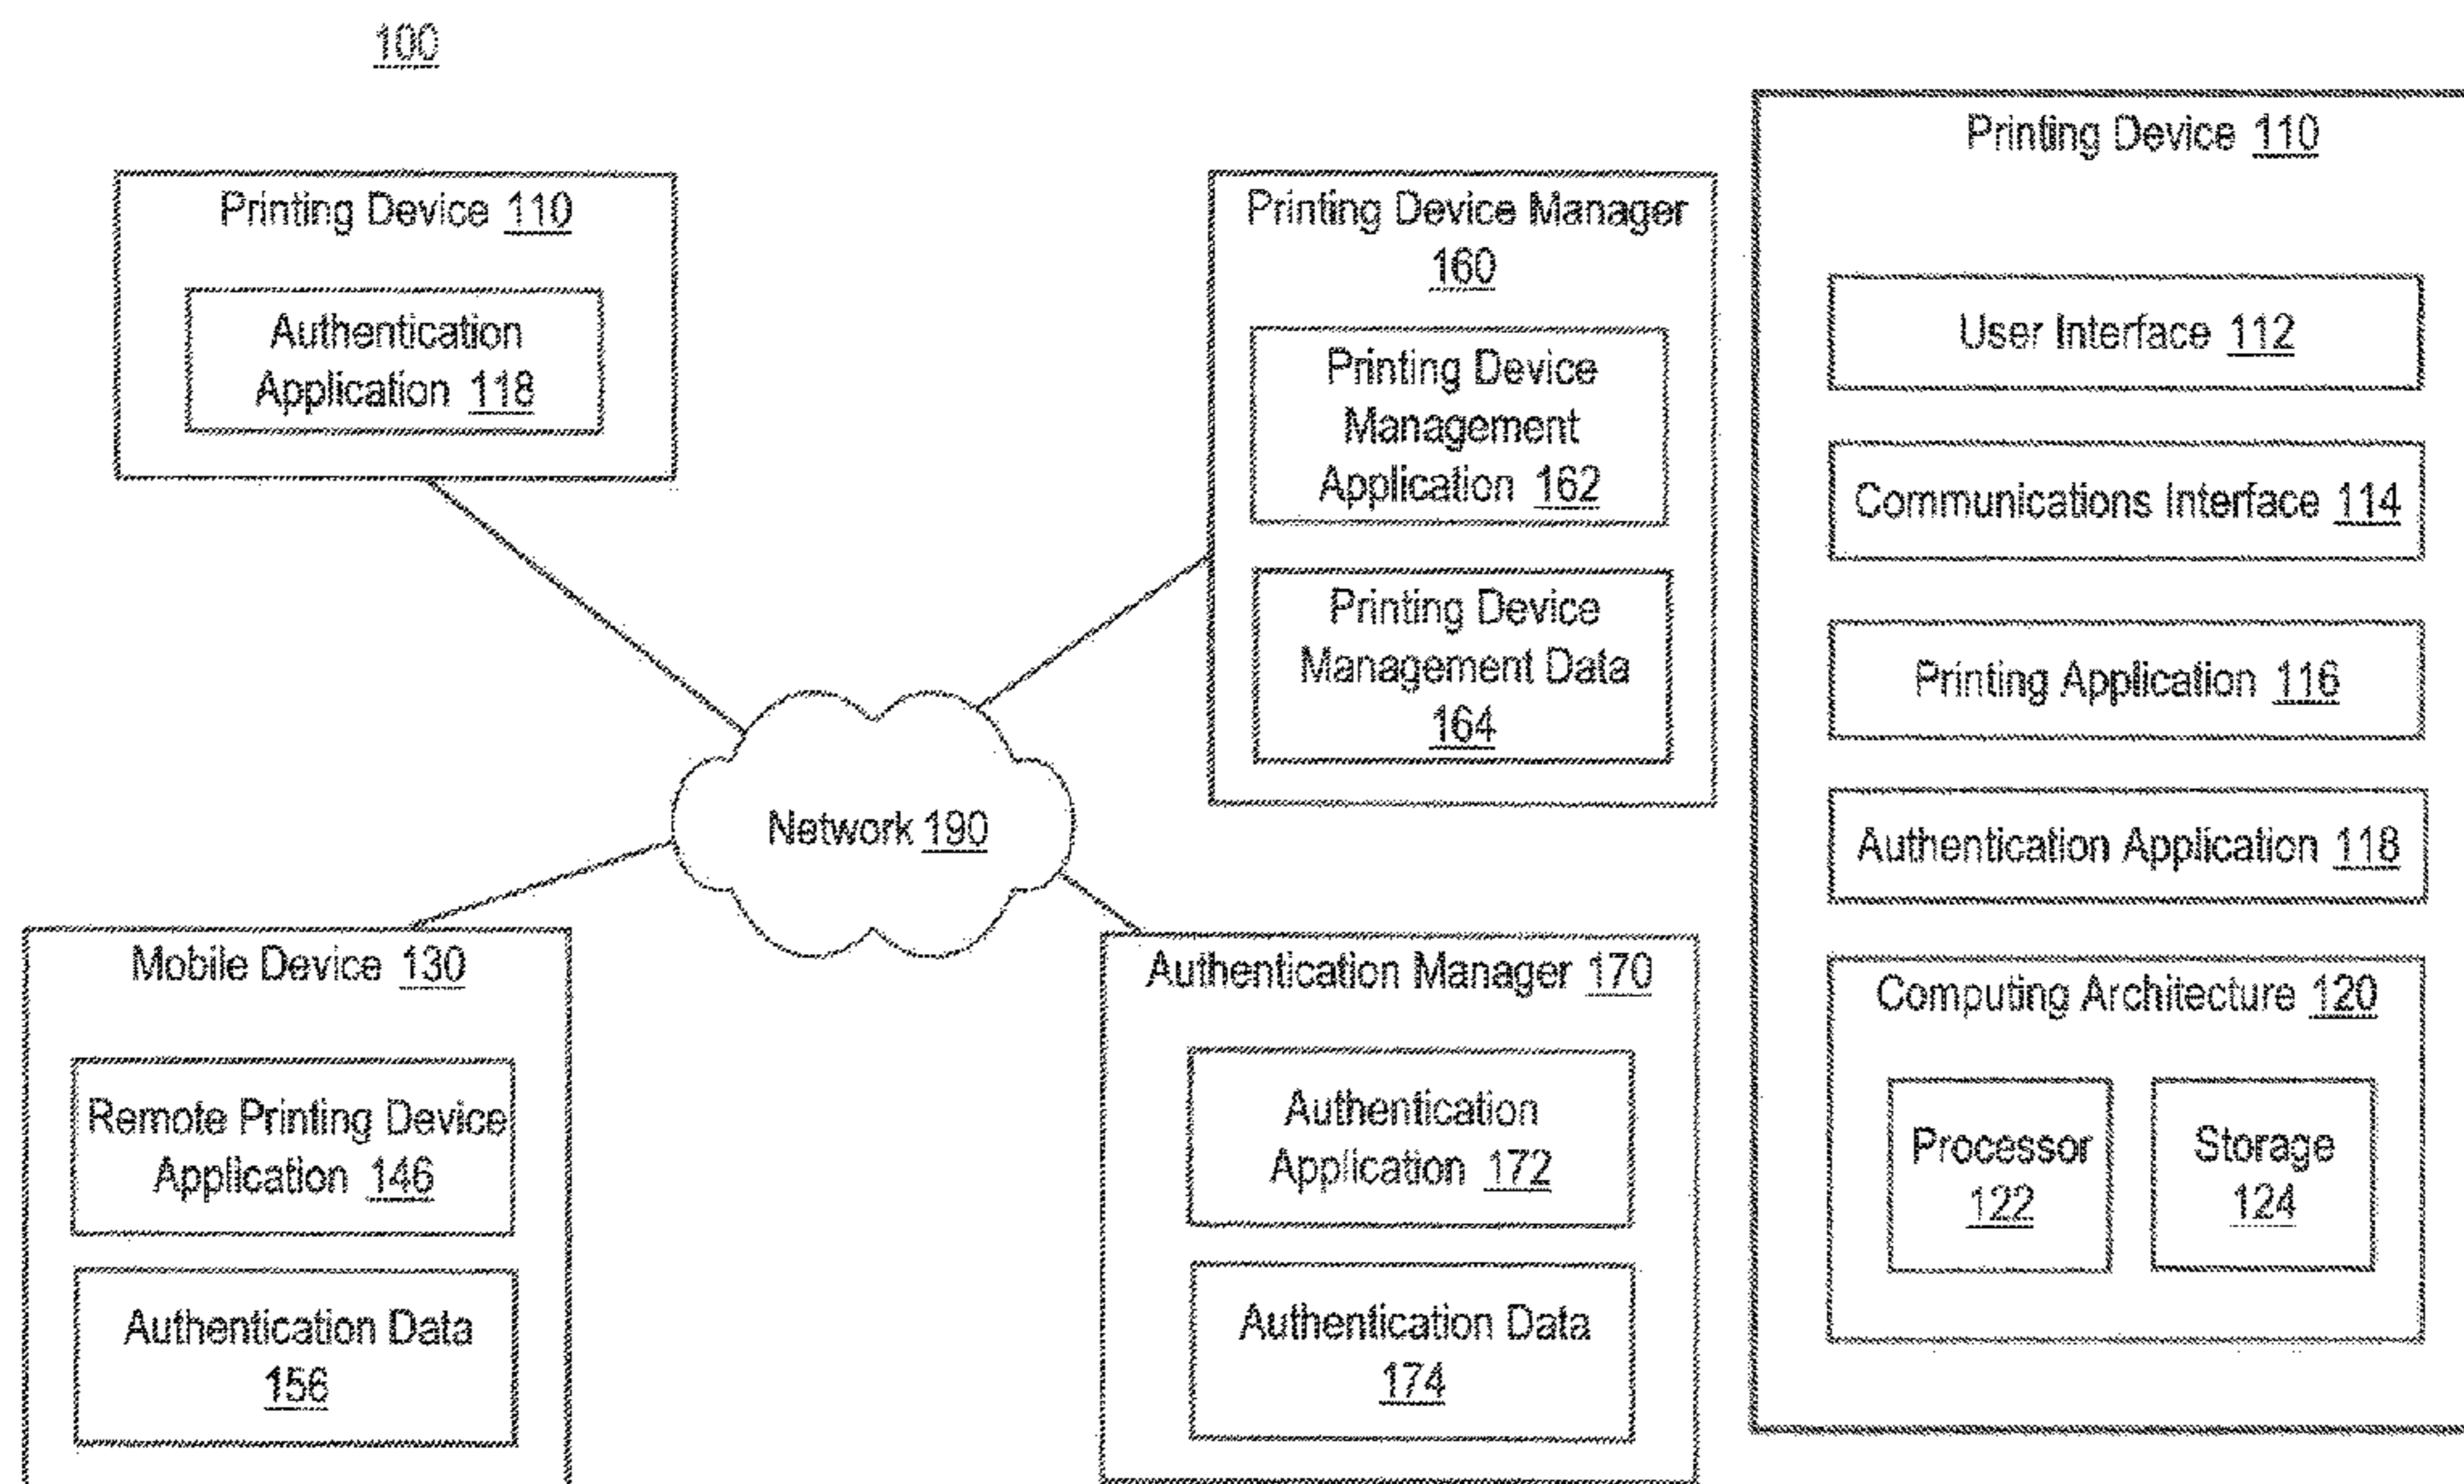 100
Printing Device 110
Authentication
Application 118
Printing Device Manager
160
Printing Device
Management
Application 162
Printing Device
Management Data
164
Network 190
Mobile Device 130
Remote Printing Device
Application 146
Authentication Data
156
Authentication Manager 170
Authentication
Application 172
Authentication Data
174
Printing Device 110
User Interface 112
Communications Interface 114
Printing Application 116
Authentication Application 118
Computing Architecture 120
Processor
122
Storage
124